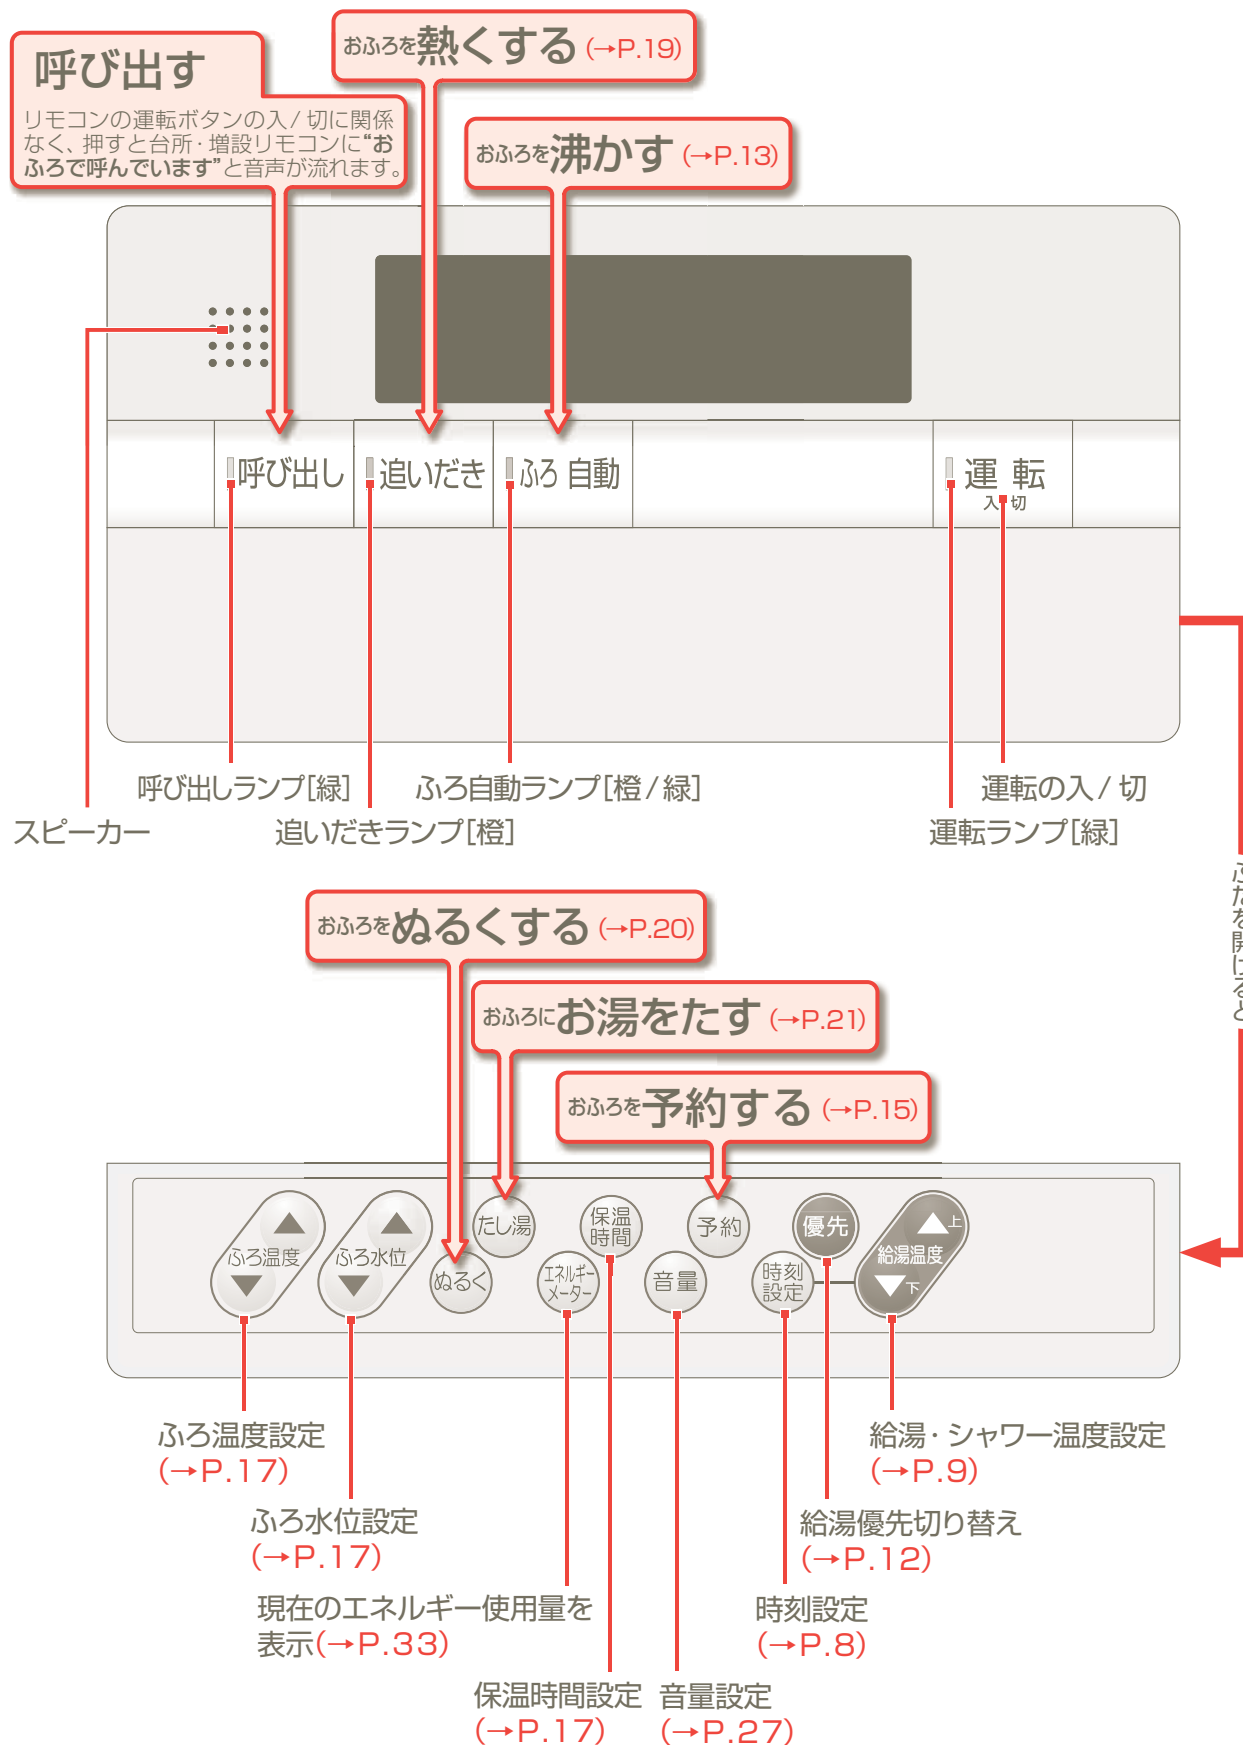 おふろを熱くする(→P.19)
呼び出す
リモコンの運転ボタンの入/切に関係
なく、押すと台所・増設リモコンに“お
ふろで呼んでいます”と音声が流れます。
おふろを沸かす(→P.13)
呼び出し
追いだき
ふろ 自動
運 転
入 切
呼び出しランプ[緑]
ふろ自動ランプ[橙/緑]
運転の入/切
スピーカー
追いだきランプ[橙]
運転ランプ[緑]
ふたを開けると
おふろをぬるくする(→P.20)
おふろにお湯をたす(→P.21)
おふろを予約する(→P.15)
ふろ温度
ふろ水位
たし湯
ぬるく
保温
時間
エネルギー
メーター
予約
音量
優先
時刻
設定
上
給湯温度
下
ふろ温度設定
(→P.17)
給湯・シャワー温度設定
(→P.9)
ふろ水位設定
(→P.17)
給湯優先切り替え
(→P.12)
現在のエネルギー使用量を
表示(→P.33)
時刻設定
(→P.8)
保温時間設定
(→P.17)
音量設定
(→P.27)